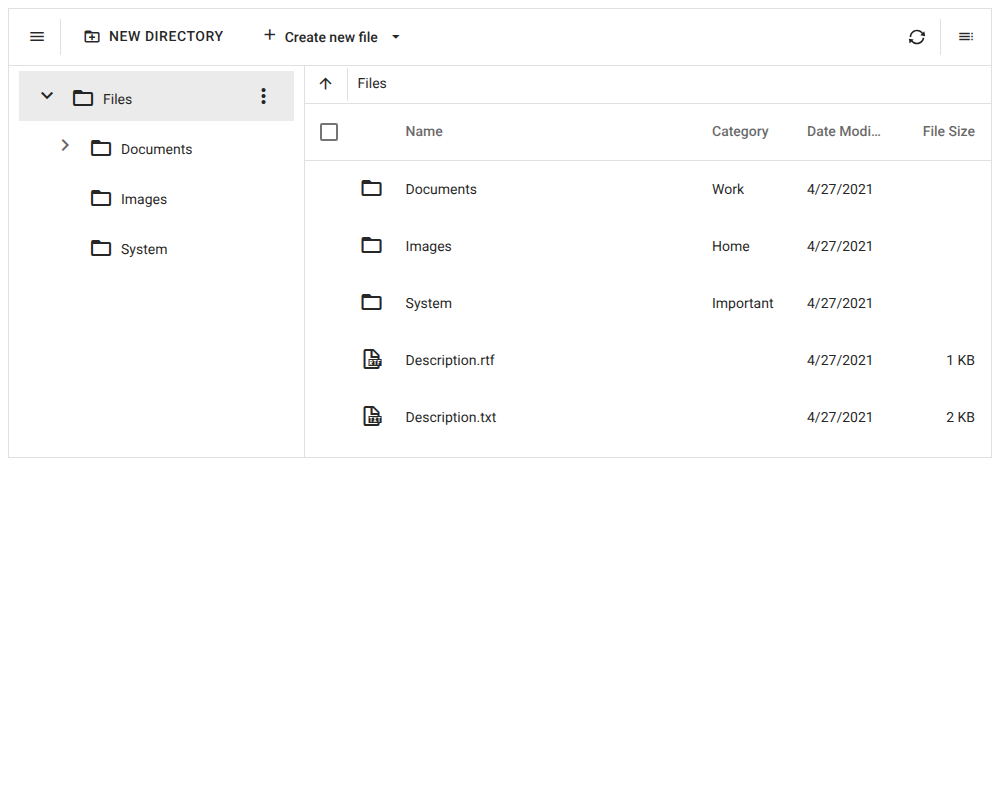 NEW DIRECTORY Create new file
Files
Documents
Images
System
Files
Name Category Date Modi... File Size
Documents Work 4/27/2021
Images Home 4/27/2021
System Important 4/27/2021
Description.rtf 4/27/2021 1 KB
Description.txt 4/27/2021 2 KB